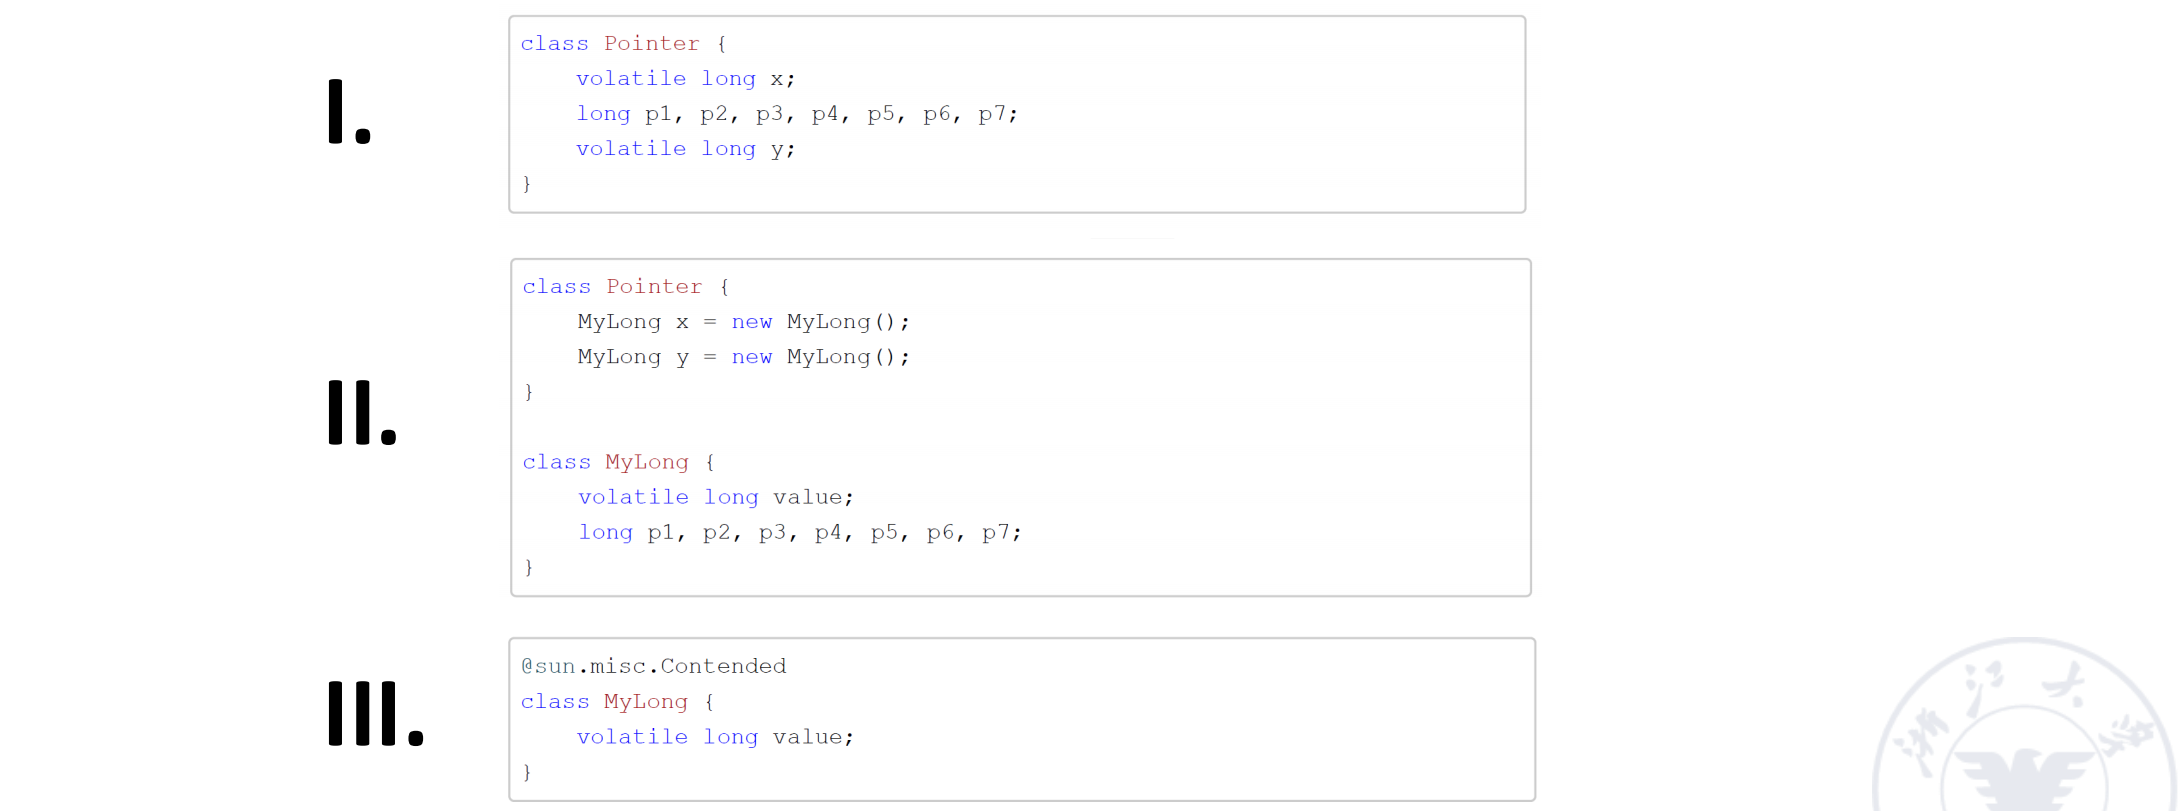 I.
class Pointer {
    volatile long x;
    long p1, p2, p3, p4, p5, p6, p7;
    volatile long y;
}
II.
class Pointer {
    MyLong x = new MyLong();
    MyLong y = new MyLong();
}
class MyLong {
    volatile long value;
    long p1, p2, p3, p4, p5, p6, p7;
}
III.
@sun.misc.Contended
class MyLong {
    volatile long value;
}
浙江大学